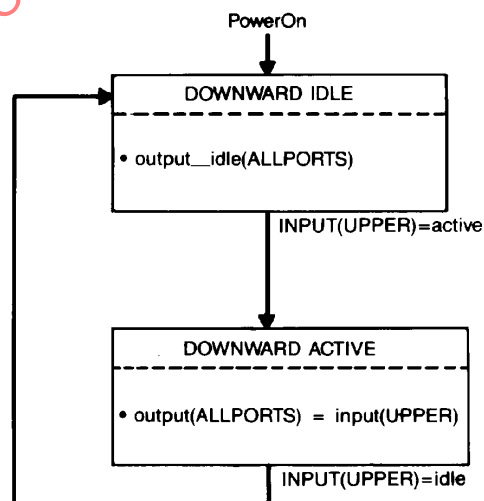 PowerOn
DOWNWARD IDLE
• output__idle(ALLPORTS)
INPUT(UPPER)=active
DOWNWARD ACTIVE
• output(ALLPORTS) = input(UPPER)
INPUT(UPPER)=idle